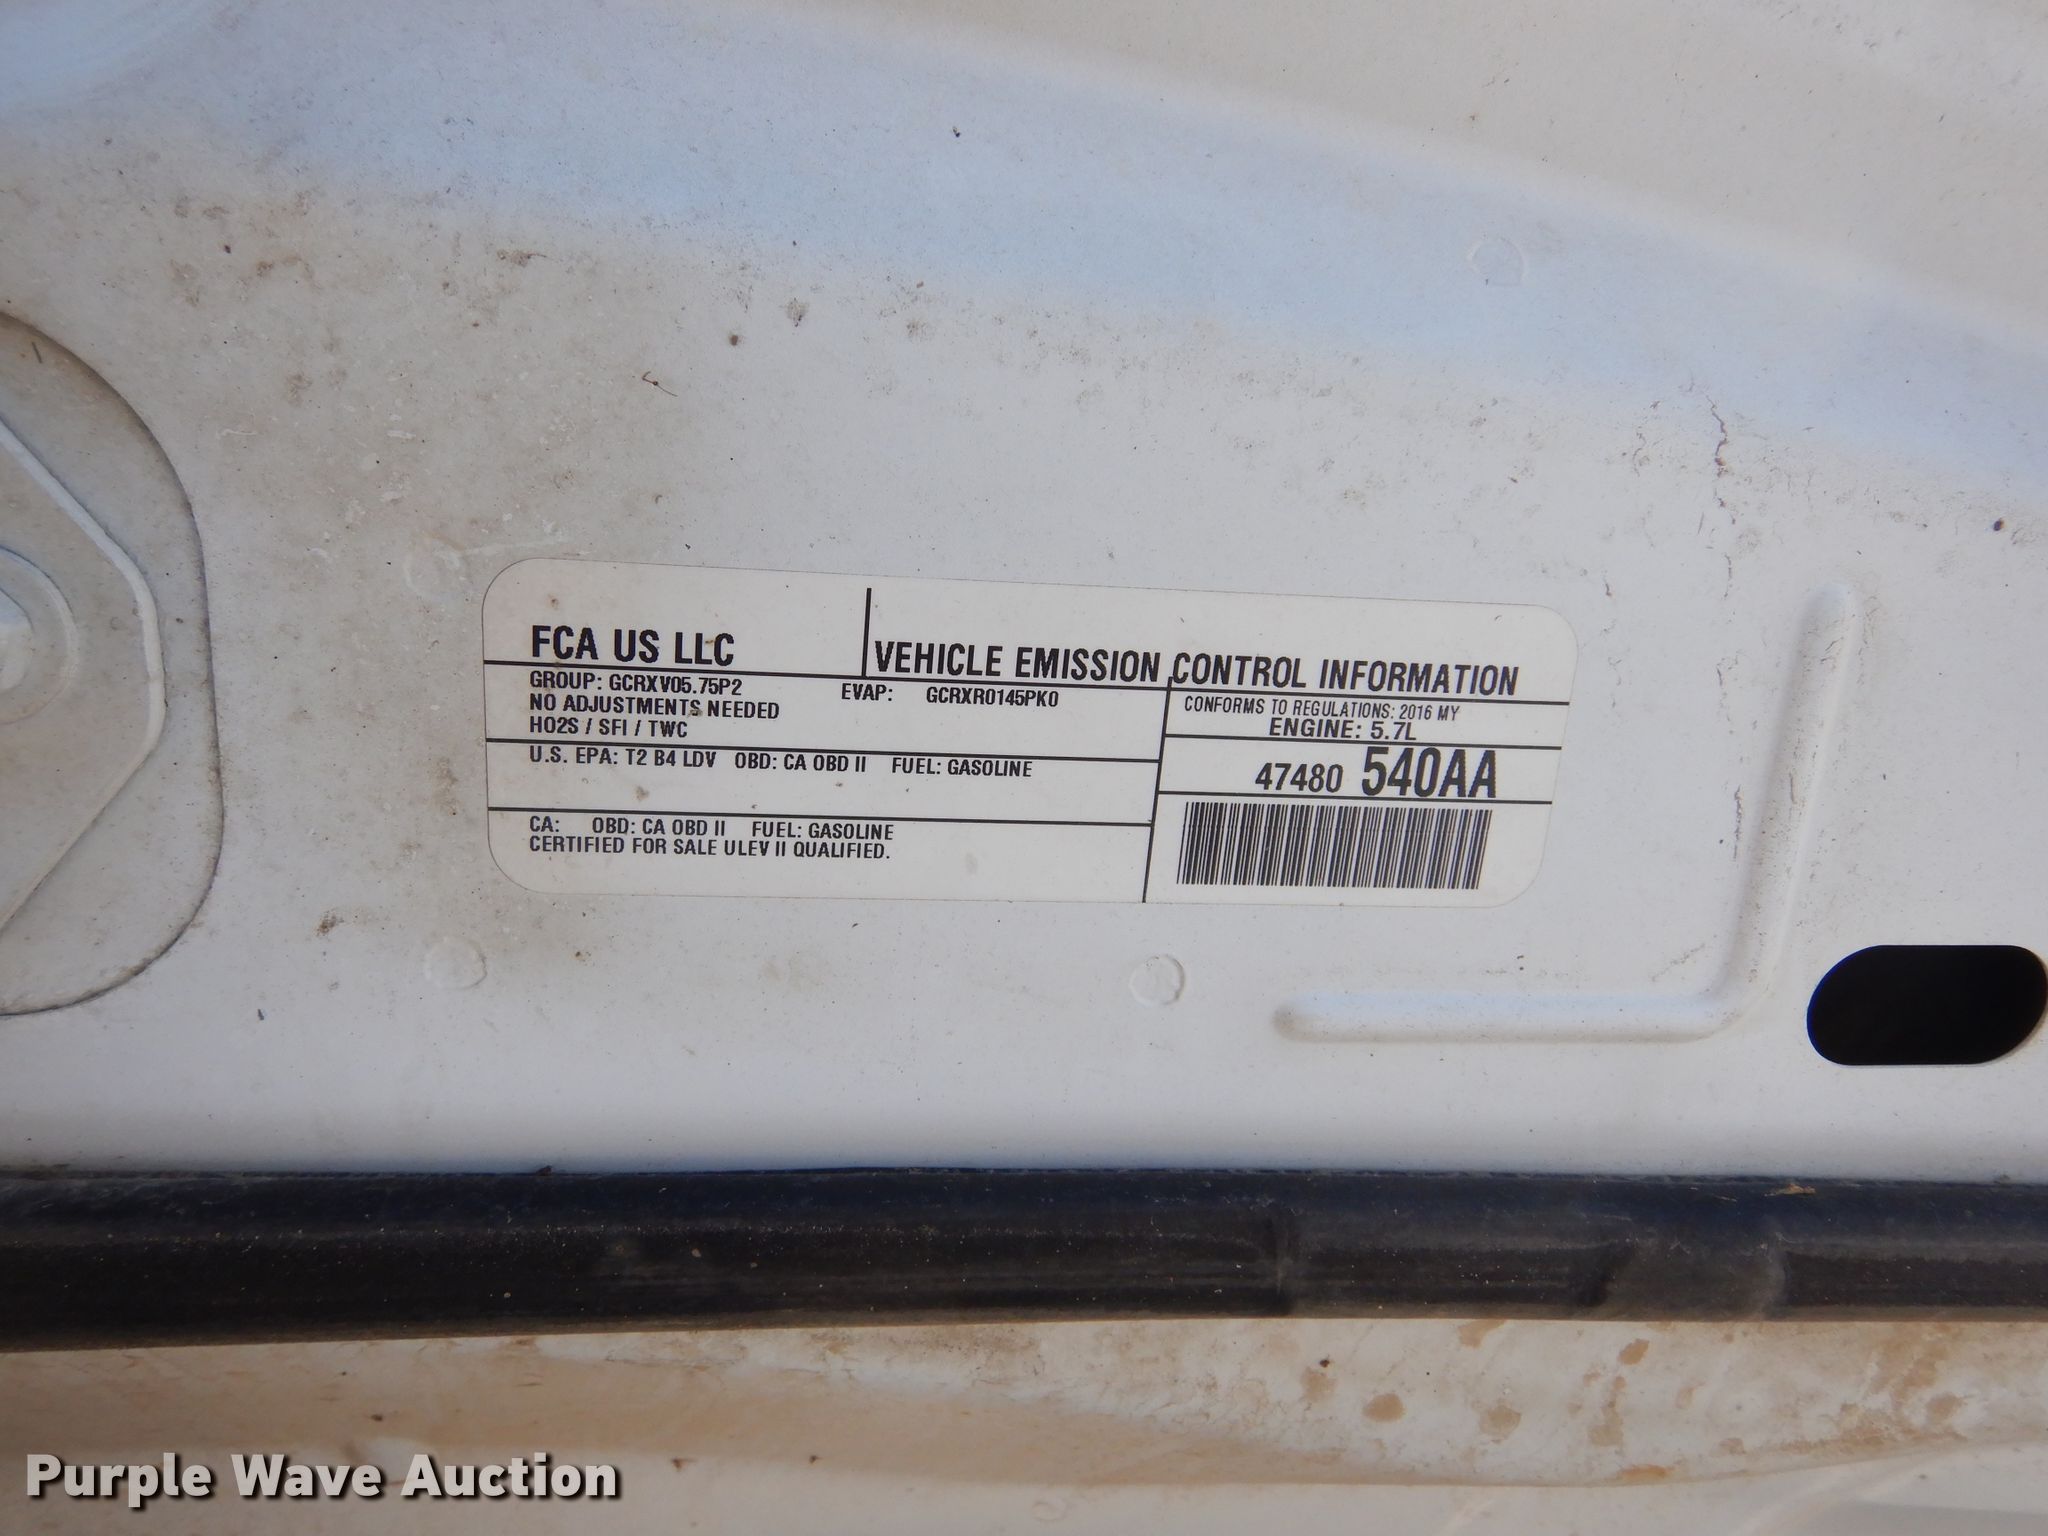 FCA US LLC
VEHICLE EMISSION CONTROL INFORMATION
GROUP: GCRXV05.75P2 EVAP: GCRXR0145PK0
NO ADJUSTMENTS NEEDED
HO2S / SFI / TWC
CONFORMS TO REGULATIONS: 2016 MY
ENGINE: 5.7L
U.S. EPA: T2 B4 LDV OBD: CA OBD II FUEL: GASOLINE
47480 540AA
CA: OBD: CA OBD II FUEL: GASOLINE
CERTIFIED FOR SALE ULEV II QUALIFIED.
Purple Wave Auction